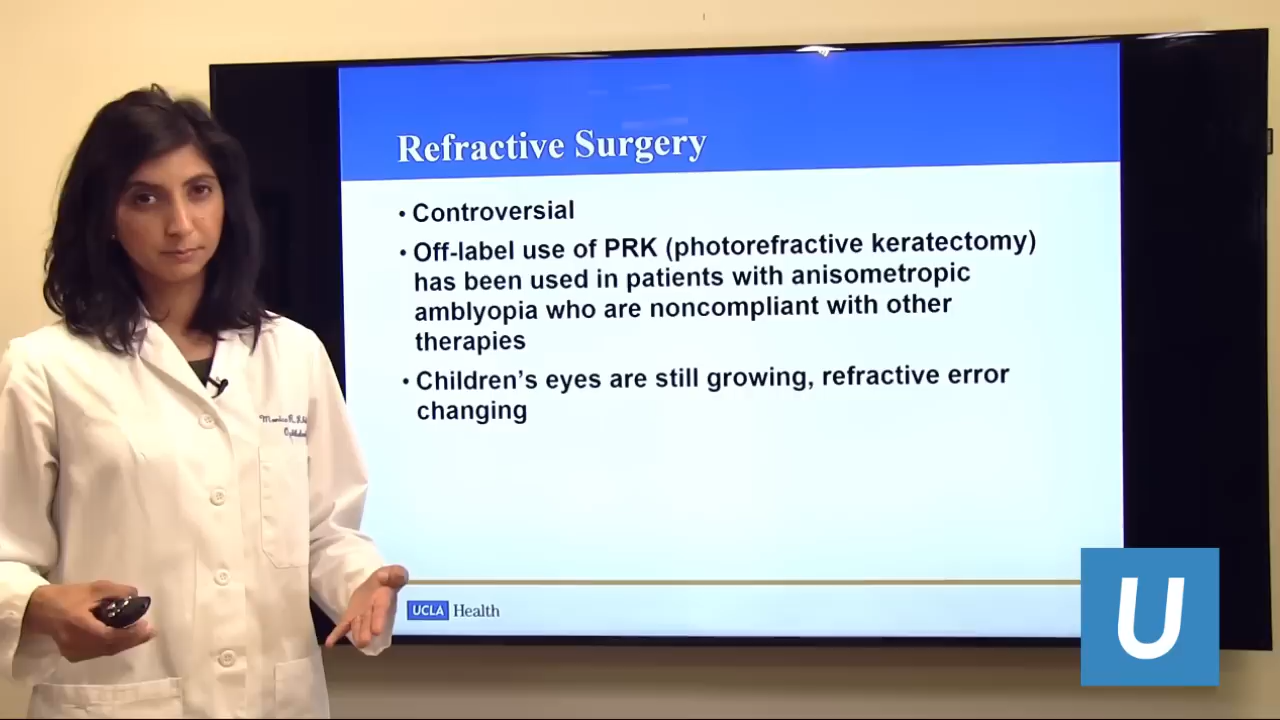 Refractive Surgery
• Controversial
• Off-label use of PRK (photorefractive keratectomy)
has been used in patients with anisometropic
amblyopia who are noncompliant with other
therapies
• Children's eyes are still growing, refractive error
changing
UCLA Health
U